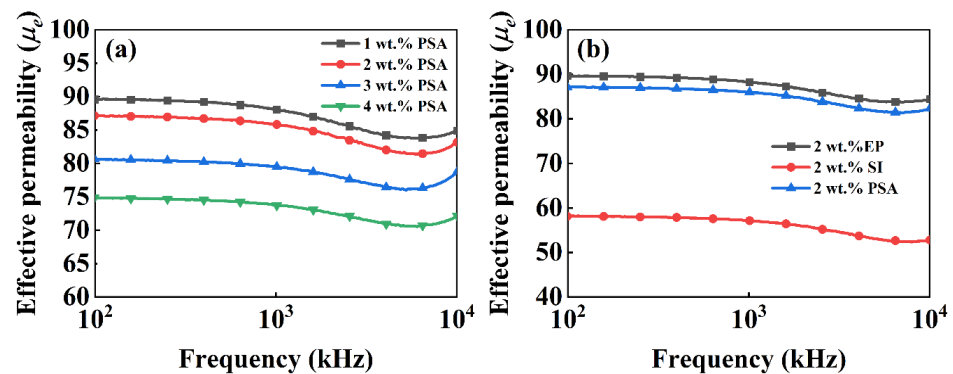 Effective permeability (μe)
100
95
90
85
80
75
70
65
60
(a)
1 wt.% PSA
2 wt.% PSA
3 wt.% PSA
4 wt.% PSA
10²
10³
10⁴
Frequency (kHz)
Effective permeability (μe)
100
90
80
70
60
50
40
(b)
2 wt.%EP
2 wt.% SI
2 wt.% PSA
10²
10³
10⁴
Frequency (kHz)